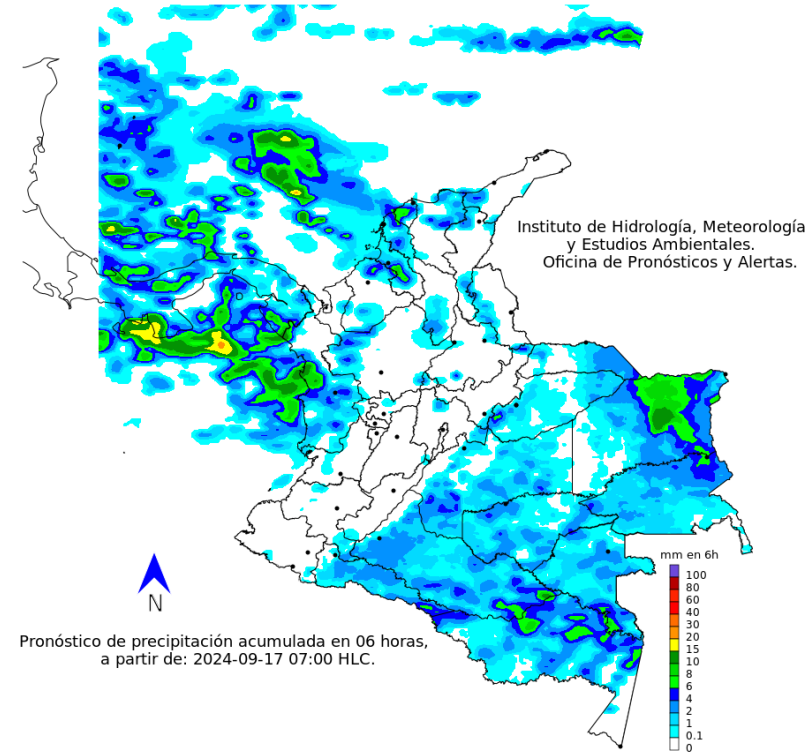 Instituto de Hidrología, Meteorología
y Estudios Ambientales.
Oficina de Pronósticos y Alertas.
mm en 6h
100
80
60
40
30
20
15
10
8
6
4
2
1
0.1
0
N
Pronóstico de precipitación acumulada en 06 horas,
a partir de: 2024-09-17 07:00 HLC.